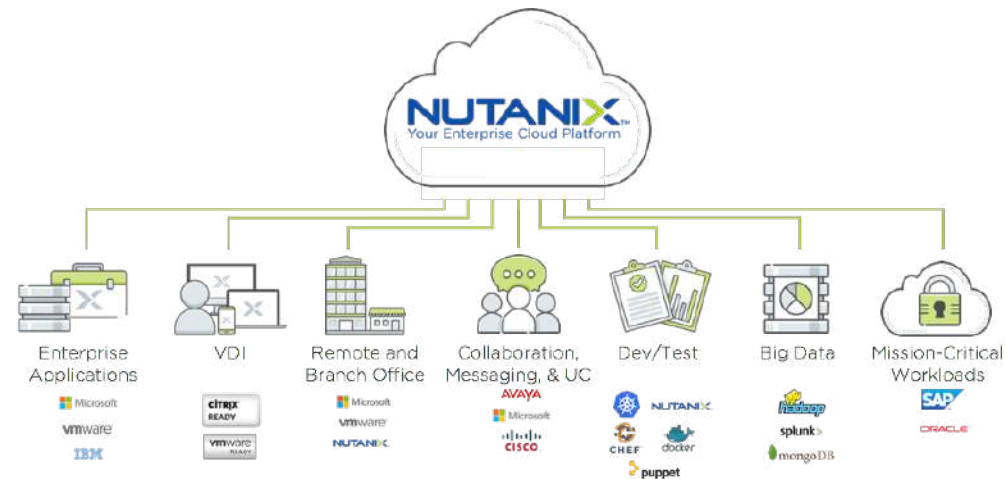 NUTANIX™
Your Enterprise Cloud Platform
Enterprise
Applications
Microsoft
vmware
IBM
VDI
CITRIX
READY
vmware
READY
Remote and
Branch Office
Microsoft
vmware
NUTANIX
Collaboration,
Messaging, & UC
AVAYA
Microsoft
CISCO
Dev/Test
NUTANIX
CHEF
docker
puppet
Big Data
hadoop
splunk>
mongoDB
Mission-Critical
Workloads
SAP
ORACLE